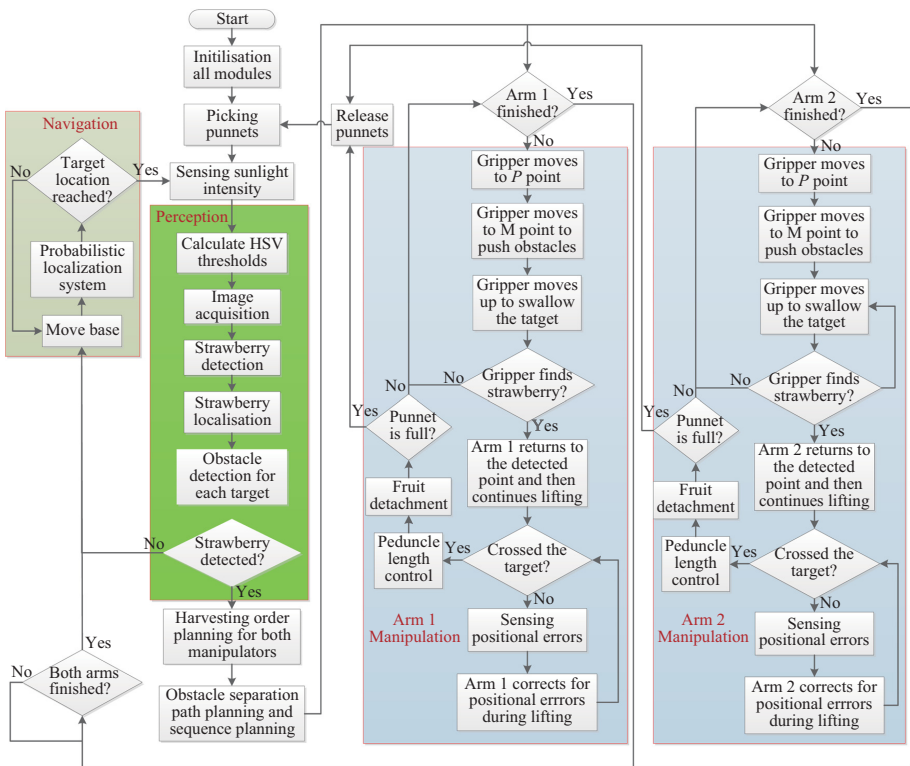 Start
Initilisation
all modules
Picking
punnets
Release
punnets
Sensing sunlight
intensity
Navigation
Target
location
reached?
No
Yes
Probabilistic
localization
system
Move base
Perception
Calculate HSV
thresholds
Image
acquisition
Strawberry
detection
Strawberry
localisation
Obstacle
detection for
each target
Strawberry
detected?
No
Yes
Harvesting order
planning for both
manipulators
Obstacle separation
path planning and
sequence planning
Both arms
finished?
No
Yes
Arm 1
finished?
Yes
No
Gripper moves
to P point
Gripper moves
to M point to
push obstacles
Gripper moves
up to swallow
the tatget
Gripper finds
strawberry?
No
No
Yes
Yes
Punnet
is full?
Arm 1 returns to
the detected
point and then
continues lifting
Fruit
detachment
Peduncle
length
control
Yes
Crossed the
target?
No
Arm 1
Manipulation
Sensing
positional errors
Arm 1 corrects for
positional errrors
during lifting
Arm 2
finished?
Yes
No
Gripper moves
to P point
Gripper moves
to M point to
push obstacles
Gripper moves
up to swallow
the tatget
Gripper finds
strawberry?
No
No
Yes
Yes
Punnet
is full?
Arm 2 returns to
the detected
point and then
continues lifting
Fruit
detachment
Peduncle
length
control
Yes
Crossed the
target?
No
Arm 2
Manipulation
Sensing
positional errors
Arm 2 corrects for
positional errrors
during lifting